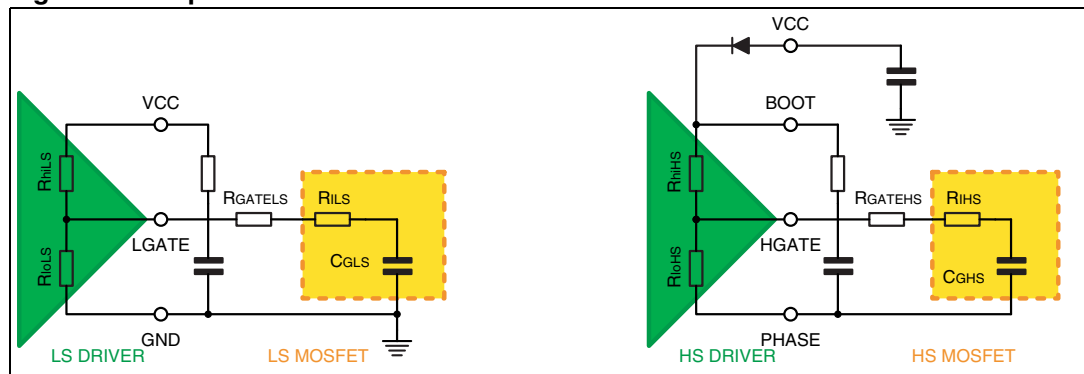 VCC
RhiLS
RGATELS
RILS
LGATE
RloLS
CGLS
GND
LS DRIVER
LS MOSFET
VCC
BOOT
RhiHS
RGATEHS
RIHS
HGATE
RloHS
CGHS
PHASE
HS DRIVER
HS MOSFET